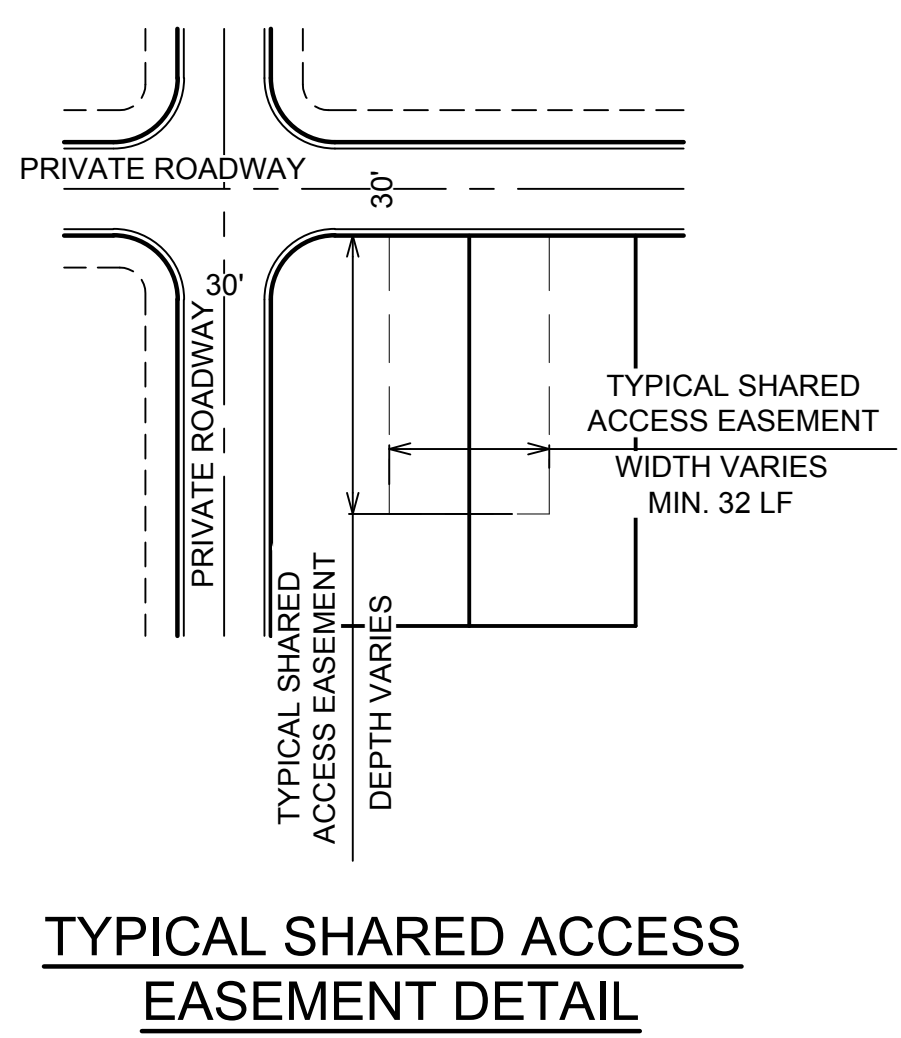 PRIVATE ROADWAY
30'
30'
PRIVATE ROADWAY
TYPICAL SHARED
ACCESS EASEMENT
WIDTH VARIES
MIN. 32 LF
TYPICAL SHARED
ACCESS EASEMENT
DEPTH VARIES
TYPICAL SHARED ACCESS
EASEMENT DETAIL